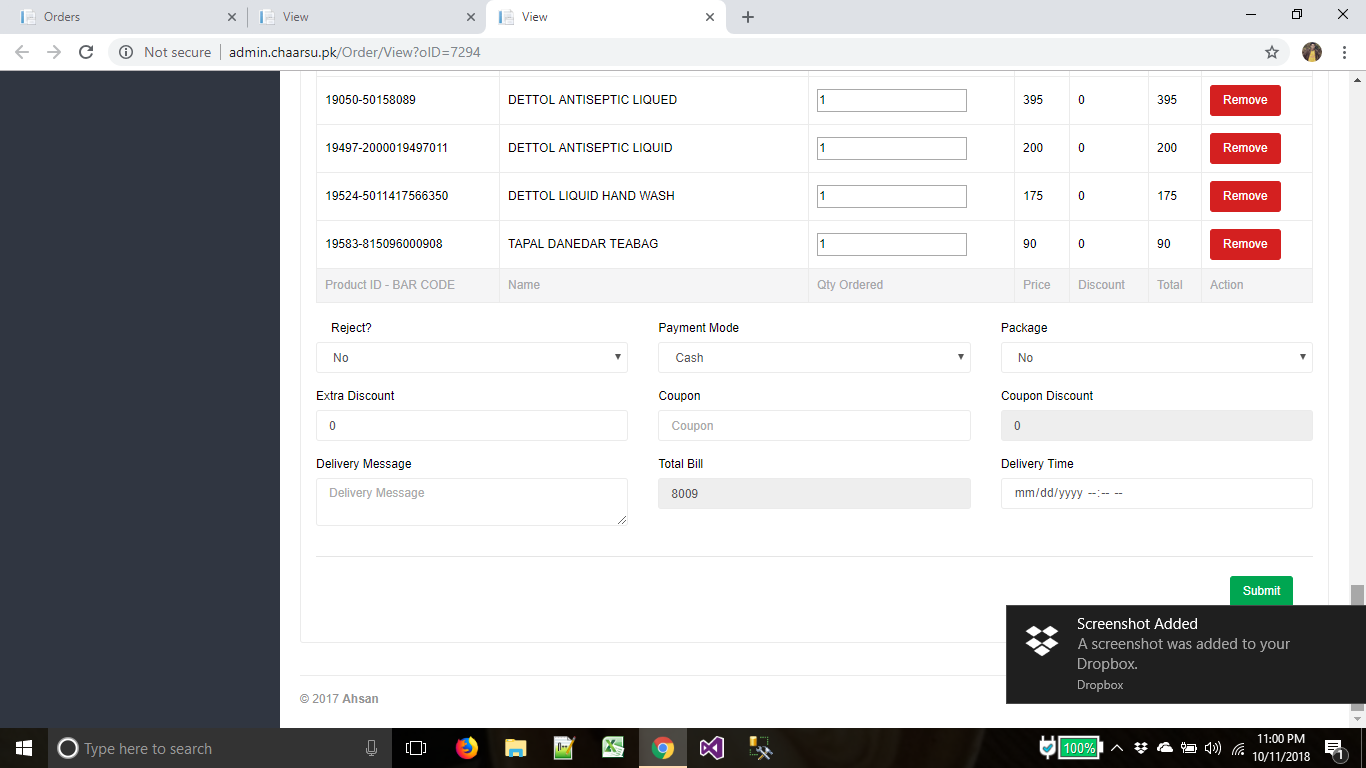 Orders
View
View
Not secure admin.chaarsu.pk/Order/View?oID=7294
19050-50158089 DETTOL ANTISEPTIC LIQUED 1 395 0 395 Remove
19497-2000019497011 DETTOL ANTISEPTIC LIQUID 1 200 0 200 Remove
19524-5011417566350 DETTOL LIQUID HAND WASH 1 175 0 175 Remove
19583-815096000908 TAPAL DANEDAR TEABAG 1 90 0 90 Remove
Product ID - BAR CODE Name Qty Ordered Price Discount Total Action
Reject? Payment Mode Package
No Cash No
Extra Discount Coupon Coupon Discount
0 Coupon 0
Delivery Message Total Bill Delivery Time
Delivery Message 8009 mm/dd/yyyy --:-- --
Submit
Screenshot Added
A screenshot was added to your
Dropbox.
Dropbox
© 2017 Ahsan
Type here to search
100%
11:00 PM
10/11/2018
1